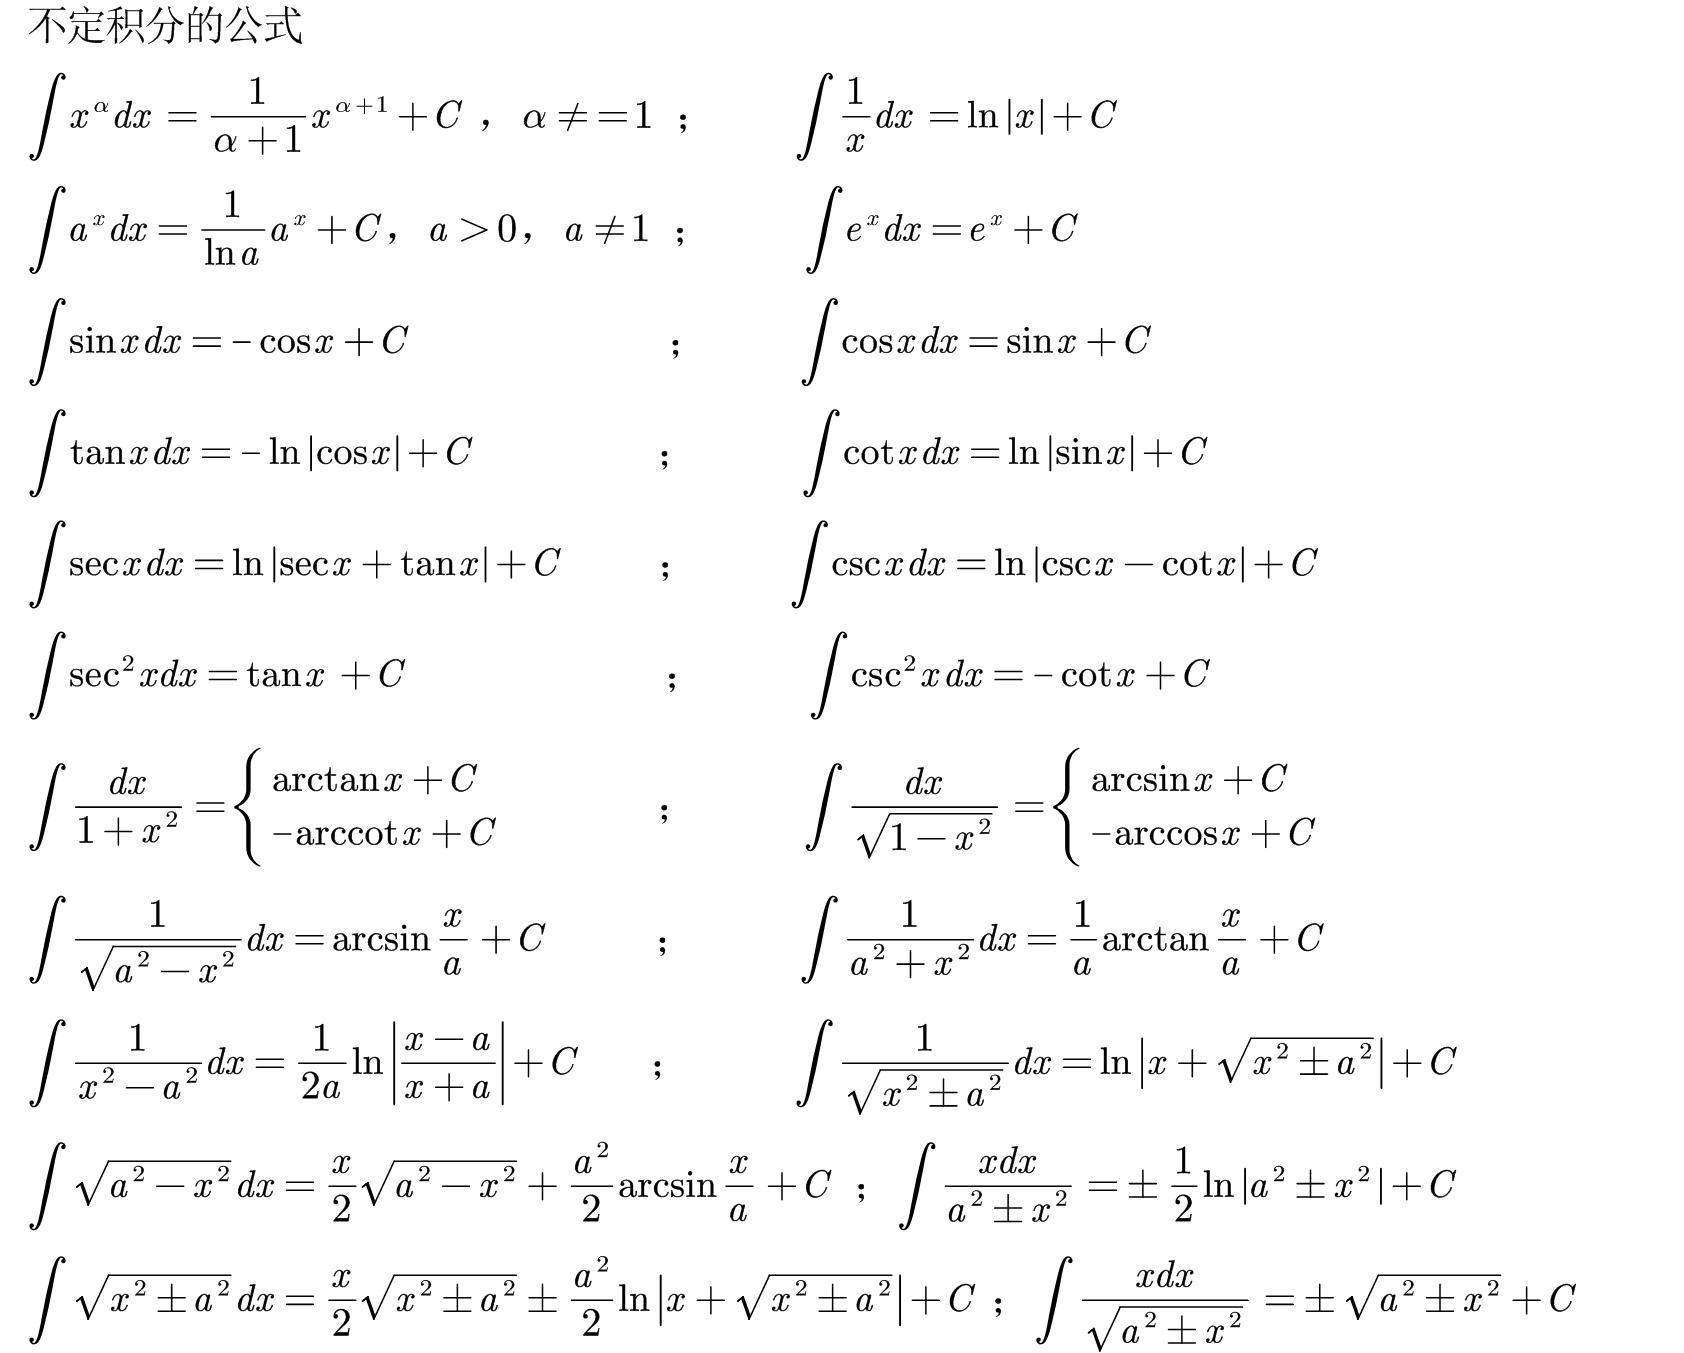 不定积分的公式
∫ x^α dx = 1/(α+1) x^(α+1) + C ， α ≠ =1 ； ∫ 1/x dx = ln|x| + C
∫ a^x dx = 1/(ln a) a^x + C， a > 0， a ≠ 1 ； ∫ e^x dx = e^x + C
∫ sin x dx = - cos x + C ； ∫ cos x dx = sin x + C
∫ tan x dx = - ln|cos x| + C ； ∫ cot x dx = ln|sin x| + C
∫ sec x dx = ln|sec x + tan x| + C ； ∫ csc x dx = ln|csc x − cot x| + C
∫ sec² x dx = tan x + C ； ∫ csc² x dx = - cot x + C
∫ dx/(1+x²) = { arctan x + C / -arccot x + C ； ∫ dx/√(1−x²) = { arcsin x + C / -arccos x + C
∫ 1/√(a²−x²) dx = arcsin x/a + C ； ∫ 1/(a²+x²) dx = 1/a arctan x/a + C
∫ 1/(x²−a²) dx = 1/(2a) ln|(x−a)/(x+a)| + C ； ∫ 1/√(x²±a²) dx = ln|x + √(x²±a²)| + C
∫ √(a²−x²) dx = x/2 √(a²−x²) + a²/2 arcsin x/a + C ； ∫ xdx/(a²±x²) = ± 1/2 ln|a²±x²| + C
∫ √(x²±a²) dx = x/2 √(x²±a²) ± a²/2 ln|x + √(x²±a²)| + C ； ∫ xdx/√(a²±x²) = ± √(a²±x²) + C